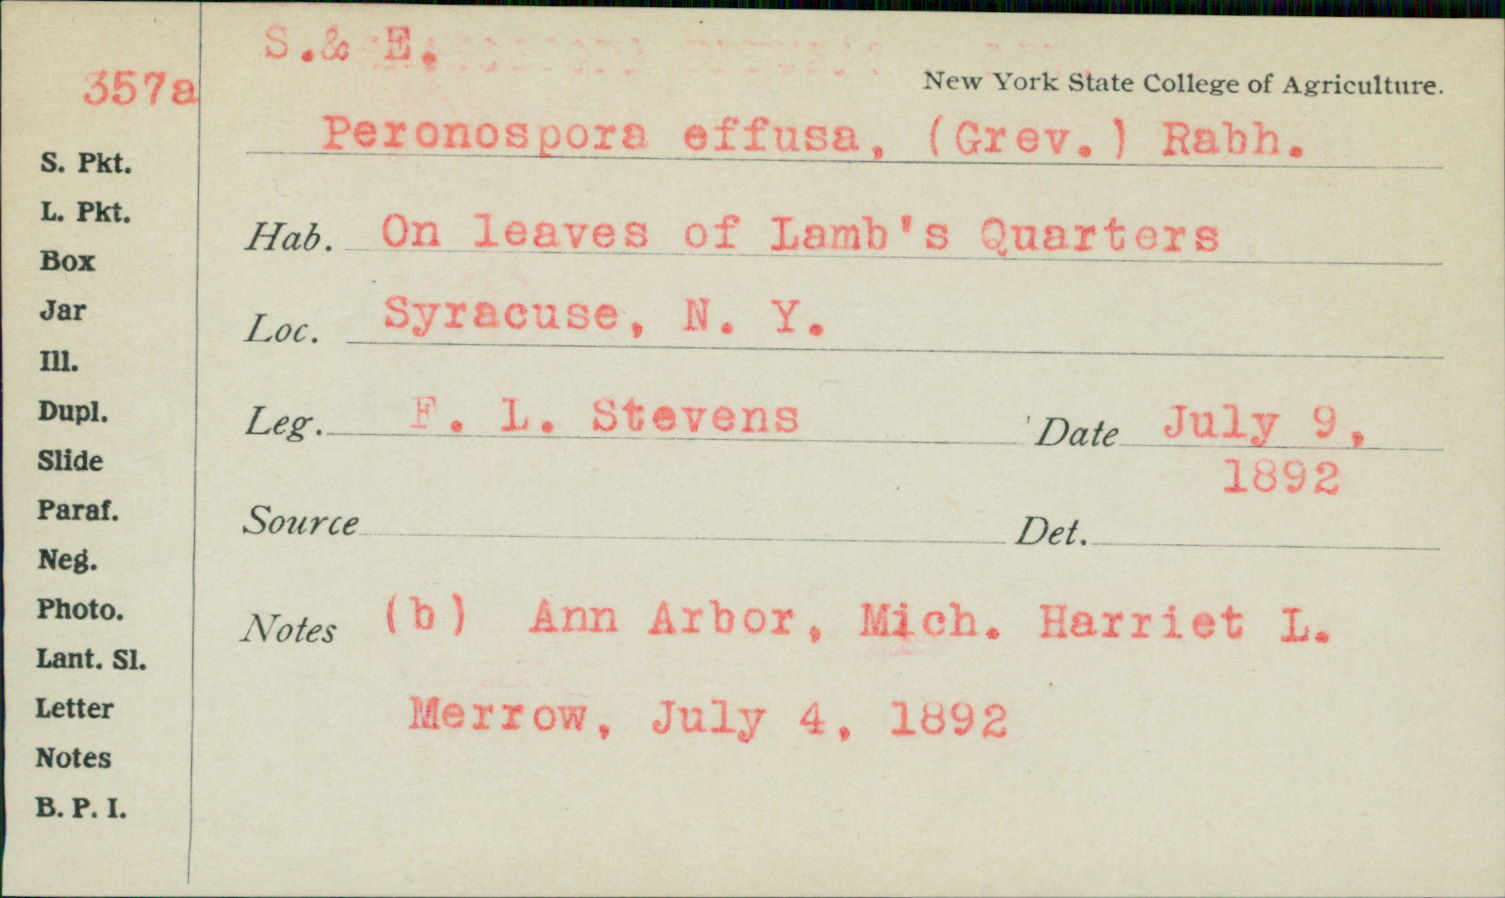 S.& E.
357a
New York State College of Agriculture.
Peronospora effusa, (Grev.) Rabh.
S. Pkt.
L. Pkt.
Box
Jar
Ill.
Dupl.
Slide
Paraf.
Neg.
Photo.
Lant. Sl.
Letter
Notes
B. P. I.
Hab. On leaves of Lamb's Quarters
Loc. Syracuse, N. Y.
Leg. F. L. Stevens Date July 9,
1892
Source Det.
Notes (b) Ann Arbor, Mich. Harriet L.
Merrow, July 4, 1892